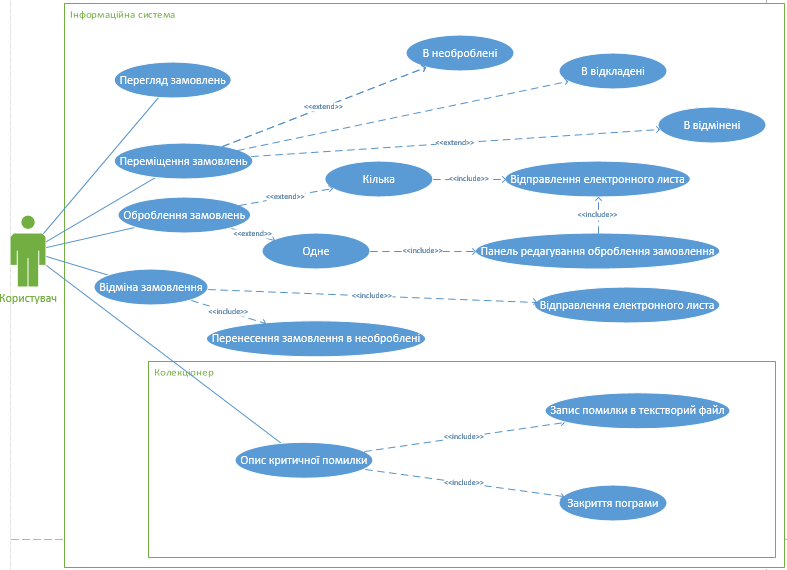 Інформаційна система
В необроблені
Перегляд замовлень
В відкладені
<<extend>>
В відмінені
<<extend>>
Переміщення замовлень
Кілька
<<include>>
Відправлення електронного листа
<<extend>>
Оброблення замовлень
<<include>>
<<extend>>
Одне
<<include>>
Панель редагування оброблення замовлення
Користувач
Відміна замовлення
<<include>>
Відправлення електронного листа
<<include>>
Перенесення замовлення в необроблені
Колекціонер
Запис помилки в текстворий файл
<<include>>
Опис критичної помилки
<<include>>
Закриття пограми